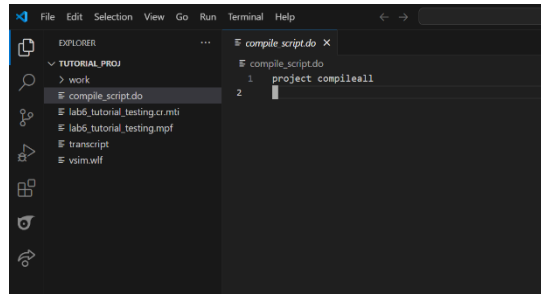 File Edit Selection View Go Run Terminal Help
EXPLORER ...
compile_script.do
TUTORIAL_PROJ
compile_script.do
work
1 project compileall
compile_script.do
2
lab6_tutorial_testing.cr.mti
lab6_tutorial_testing.mpf
transcript
vsim.wlf